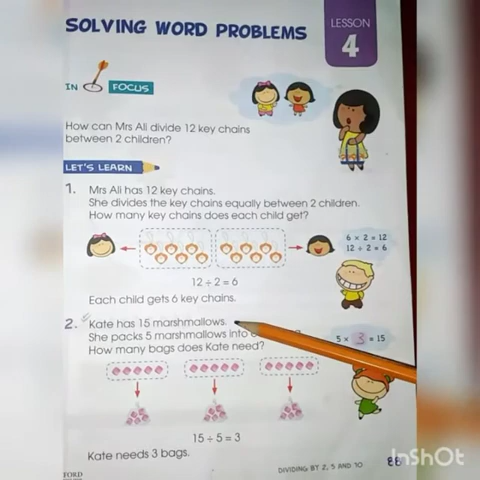 SOLVING WORD PROBLEMS
LESSON
4
IN FOCUS
How can Mrs Ali divide 12 key chains
between 2 children?
LET'S LEARN
1. Mrs Ali has 12 key chains.
She divides the key chains equally between 2 children.
How many key chains does each child get?
6 × 2 = 12
12 ÷ 2 = 6
12 ÷ 2 = 6
Each child gets 6 key chains.
2. Kate has 15 marshmallows.
She packs 5 marshmallows into
How many bags does Kate need?
5 × 3 = 15
15 ÷ 5 = 3
Kate needs 3 bags.
FORD
DIVIDING BY 2, 5 AND 10
InShOt